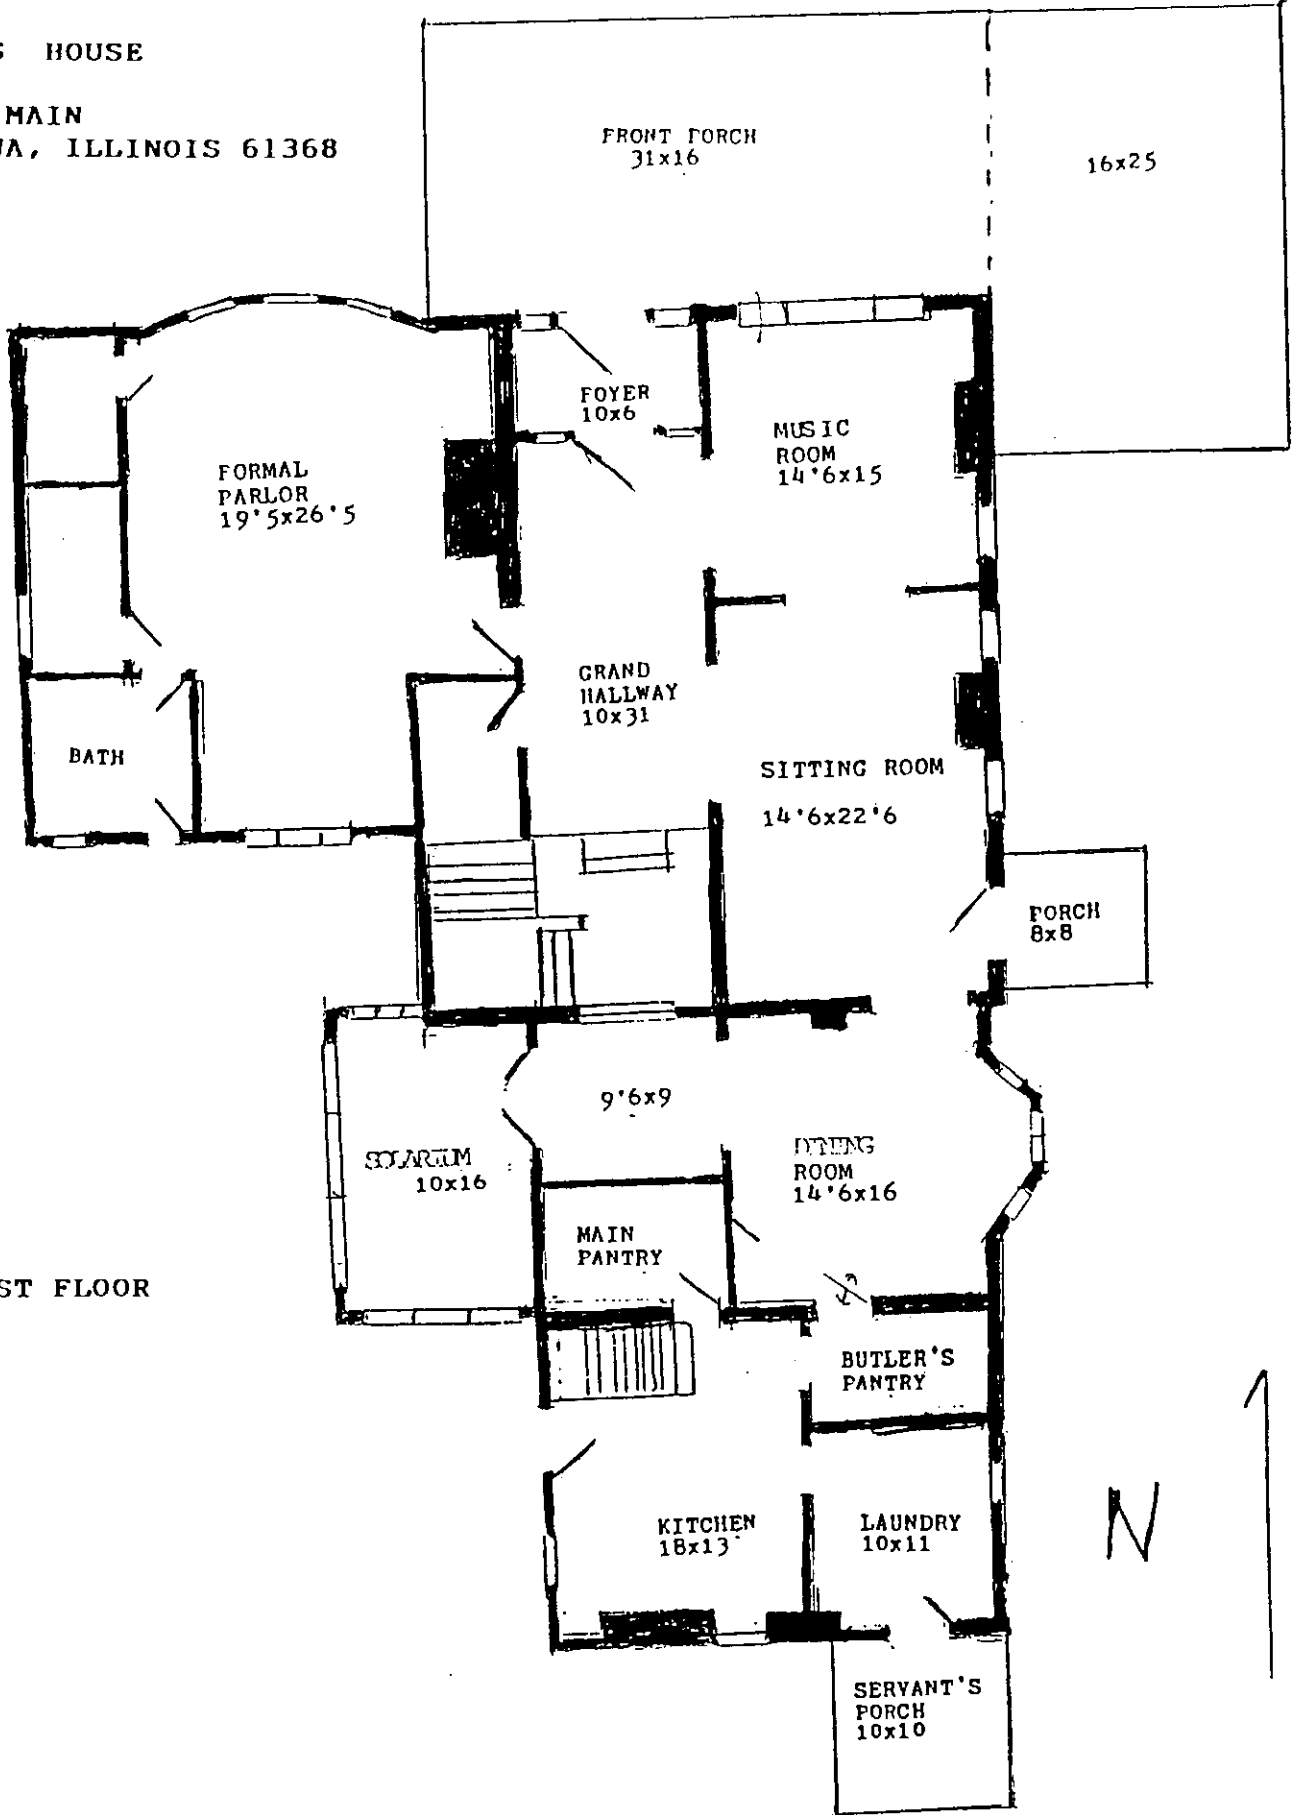 HOUSE
MAIN
ILLINOIS 61368
FRONT PORCH
31x16
16x25
FOYER
10x6
MUSIC
ROOM
14'6x15
FORMAL
PARLOR
19'5x26'5
GRAND
HALLWAY
10x31
BATH
SITTING ROOM
14'6x22'6
PORCH
8x8
9'6x9
SOLARIUM
10x16
DINING
ROOM
14'6x16
MAIN
PANTRY
ST FLOOR
BUTLER'S
PANTRY
KITCHEN
18x13
LAUNDRY
10x11
N
SERVANT'S
PORCH
10x10